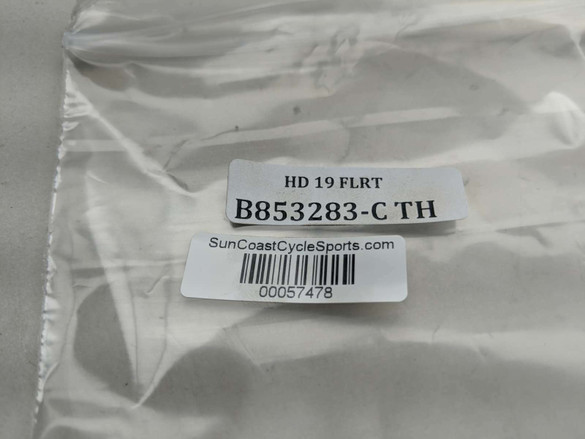 HD 19 FLRT
B853283-C TH
SunCoastCycleSports.com
00057478